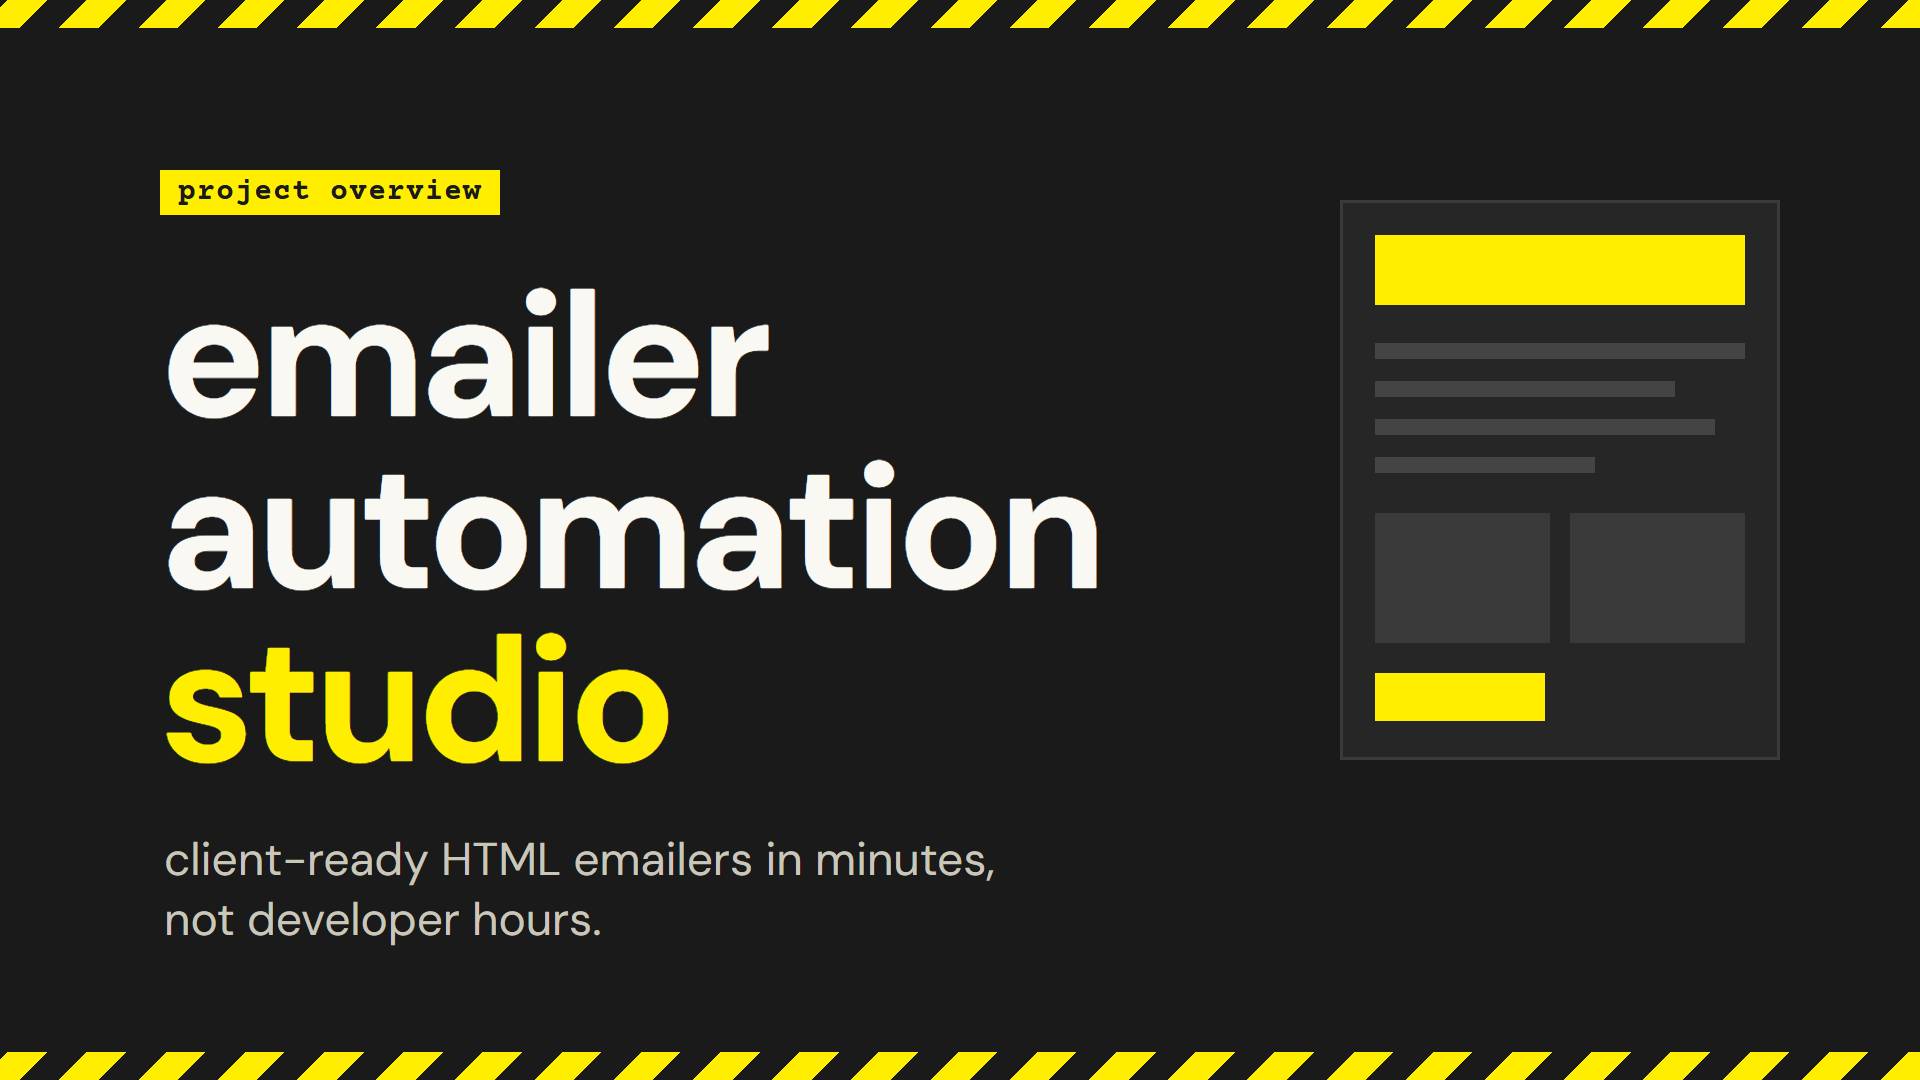 project overview
emailer
automation
studio
client-ready HTML emailers in minutes,
not developer hours.